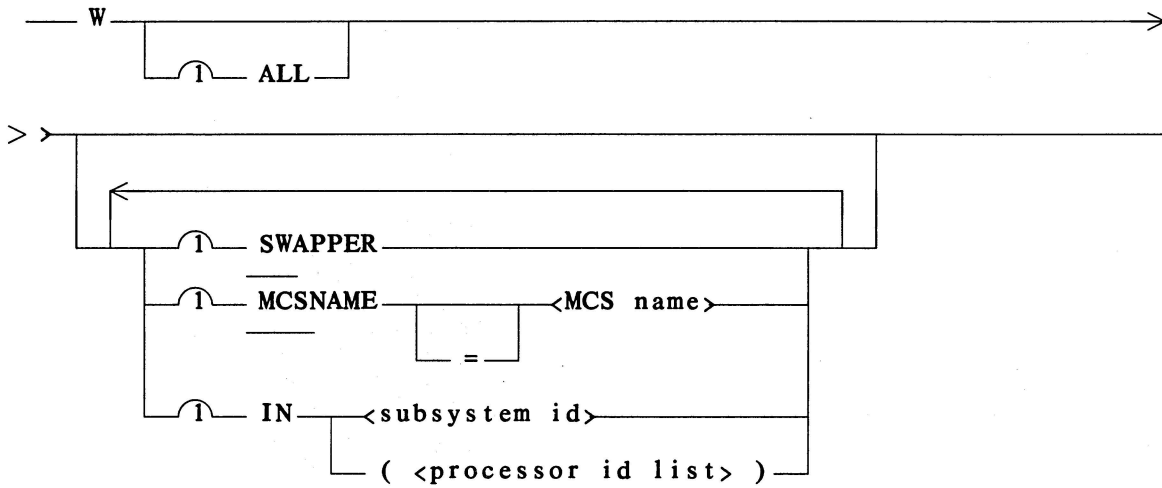 W
1 ALL
> >
1 SWAPPER
1 MCSNAME <MCS name>
=
1 IN <subsystem id>
( <processor id list> )